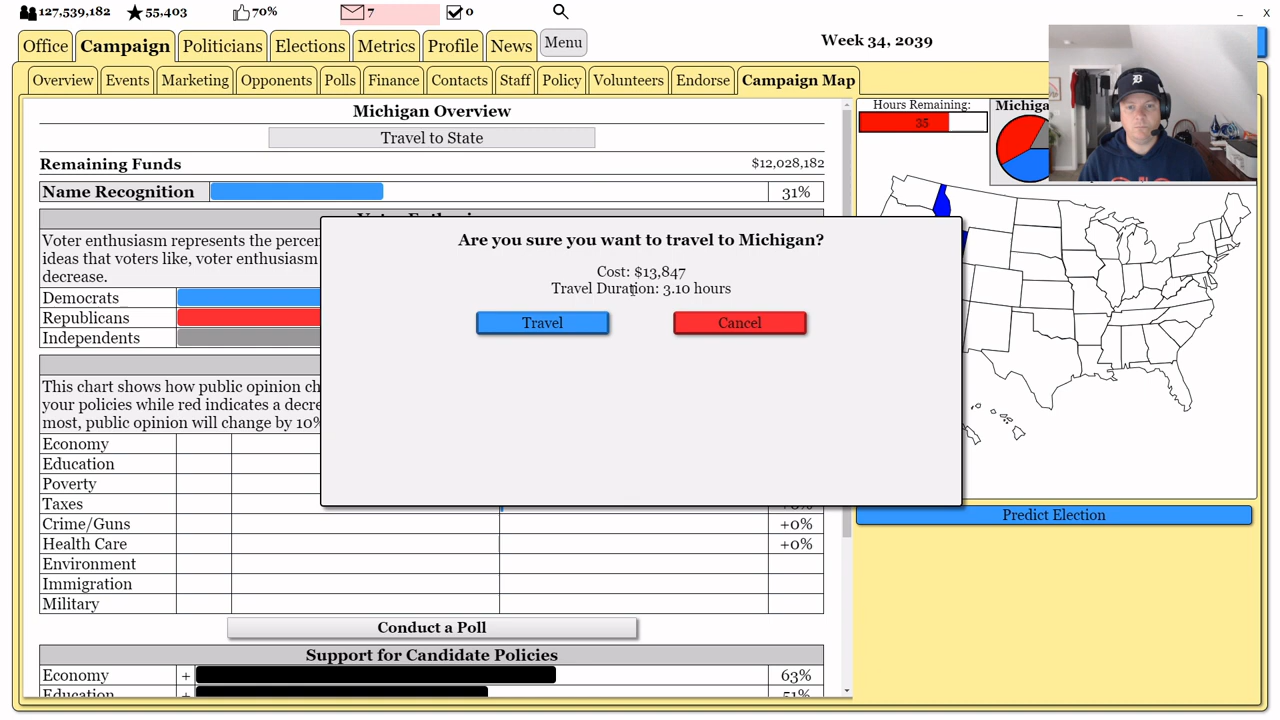 127,539,182 55,403 70% 7 0
_ X
Office Campaign Politicians Elections Metrics Profile News Menu
Week 34, 2039
Overview Events Marketing Opponents Polls Finance Contacts Staff Policy Volunteers Endorse Campaign Map
Michigan Overview
Travel to State
Remaining Funds $12,028,182
Name Recognition 31%
Voter enthusiasm represents the percen
ideas that voters like, voter enthusiasm
decrease.
Democrats
Republicans
Independents
This chart shows how public opinion ch
your policies while red indicates a decre
most, public opinion will change by 10%
Economy
Education
Poverty
Taxes
Crime/Guns +0%
Health Care +0%
Environment
Immigration
Military
Conduct a Poll
Support for Candidate Policies
Economy + 63%
Education + 51%
Are you sure you want to travel to Michigan?
Cost: $13,847
Travel Duration: 3.10 hours
Travel Cancel
Hours Remaining:
35
Michiga
D
Predict Election